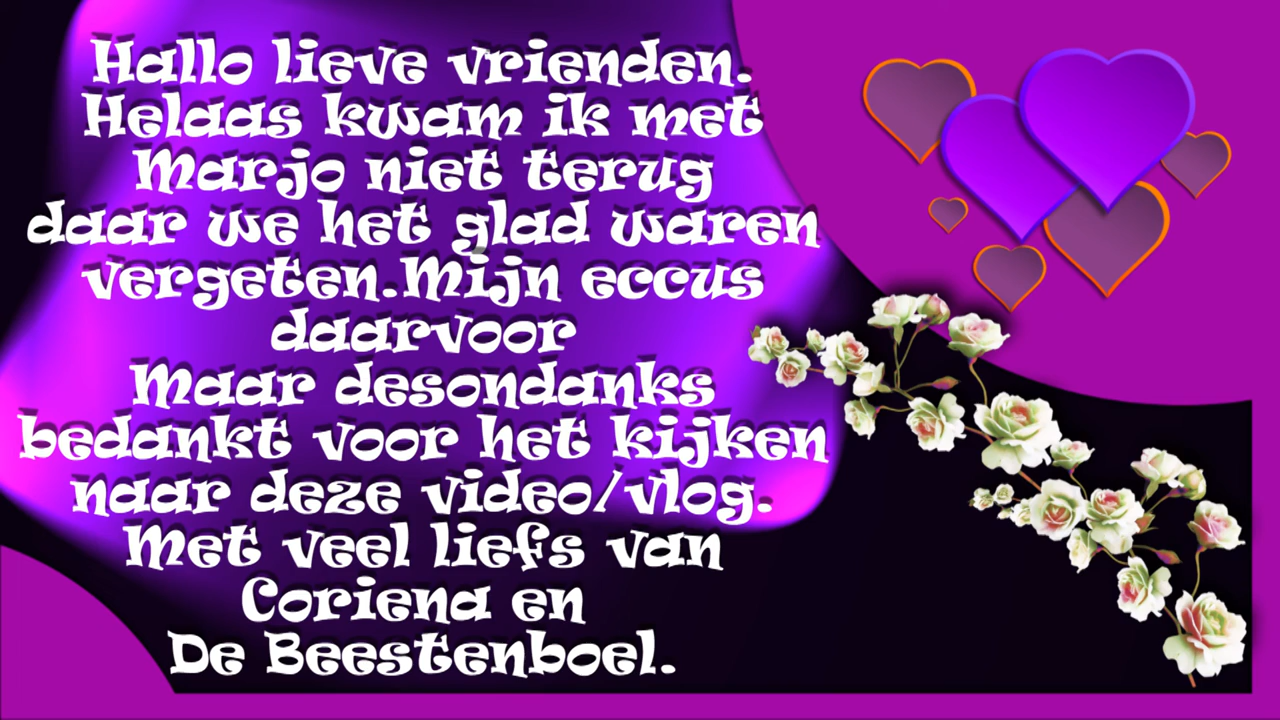 Hallo lieve vrienden.
Helaas kwam ik met
Marjo niet terug
daar we het glad waren
vergeten.Mijn eccus
daarvoor
Maar desondanks
bedankt voor het kijken
naar deze video/vlog.
Met veel liefs van
Coriena en
De Beestenboel.